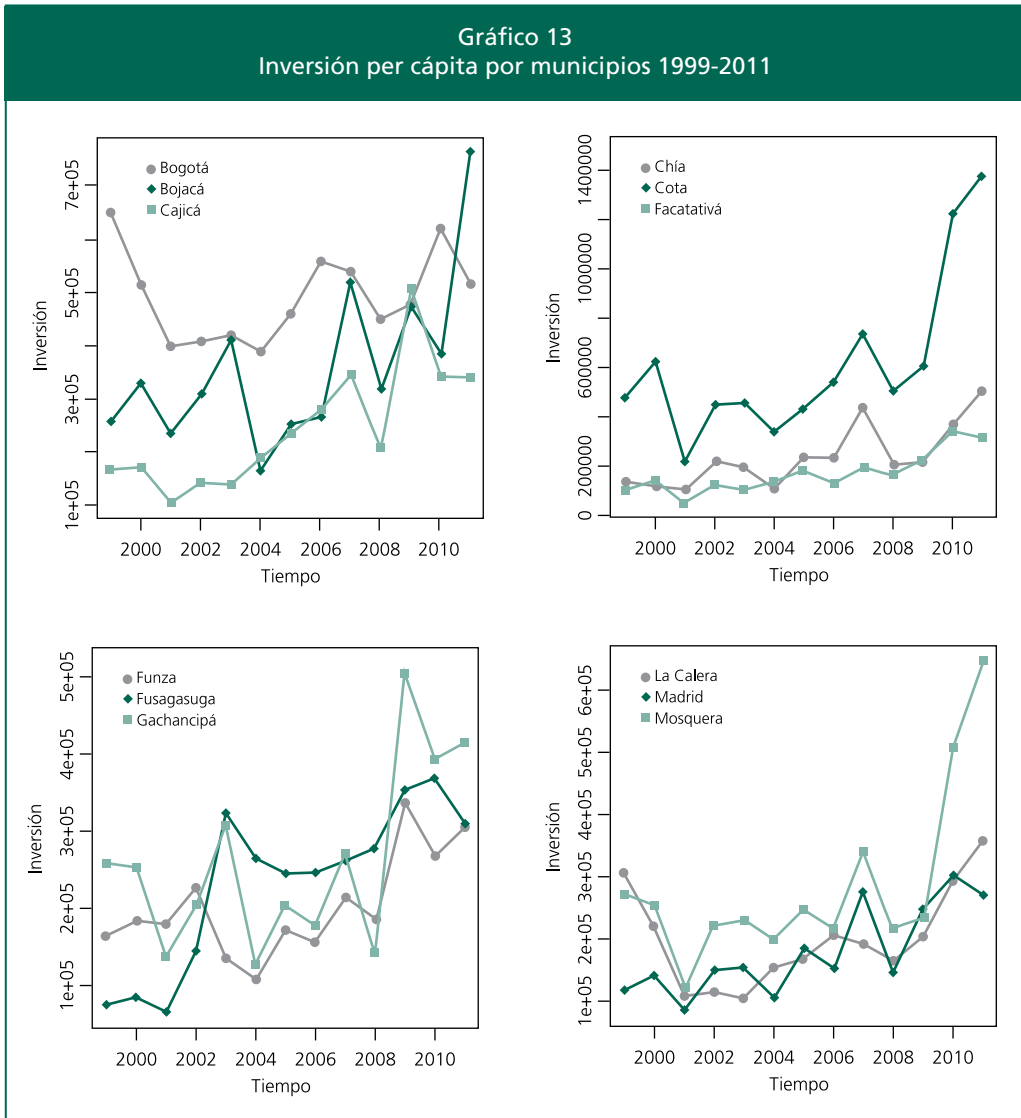 Gráfico 13
Inversión per cápita por municipios 1999-2011
Bogotá
Bojacá
Cajicá
7e+05
5e+05
3e+05
1e+05
Inversión
2000 2002 2004 2006 2008 2010
Tiempo
Chía
Cota
Facatativá
1400000
1000000
600000
200000
0
Inversión
2000 2002 2004 2006 2008 2010
Tiempo
Funza
Fusagasuga
Gachancipá
5e+05
4e+05
3e+05
2e+05
1e+05
Inversión
2000 2002 2004 2006 2008 2010
Tiempo
La Calera
Madrid
Mosquera
6e+05
5e+05
4e+05
3e+05
2e+05
1e+05
Inversión
2000 2002 2004 2006 2008 2010
Tiempo